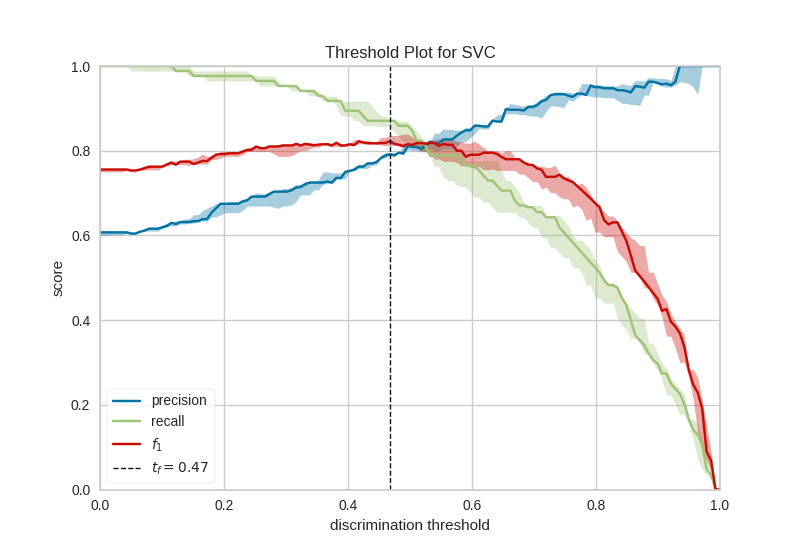 Threshold Plot for SVC
1.0
0.8
0.6
0.4
0.2
0.0
score
precision
recall
f1
tf = 0.47
0.0 0.2 0.4 0.6 0.8 1.0
discrimination threshold